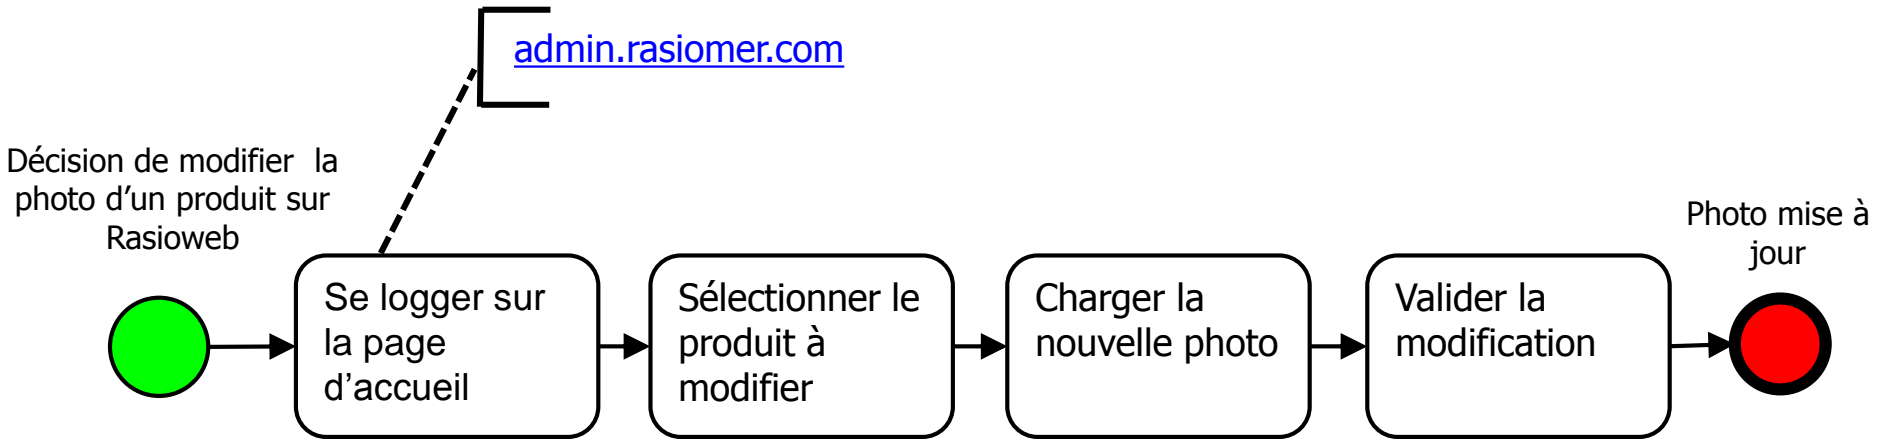 admin.rasiomer.com
Décision de modifier  la
photo d’un produit sur
Rasioweb
Se logger sur
la page
d’accueil
Sélectionner le
produit à
modifier
Charger la
nouvelle photo
Valider la
modification
Photo mise à
jour